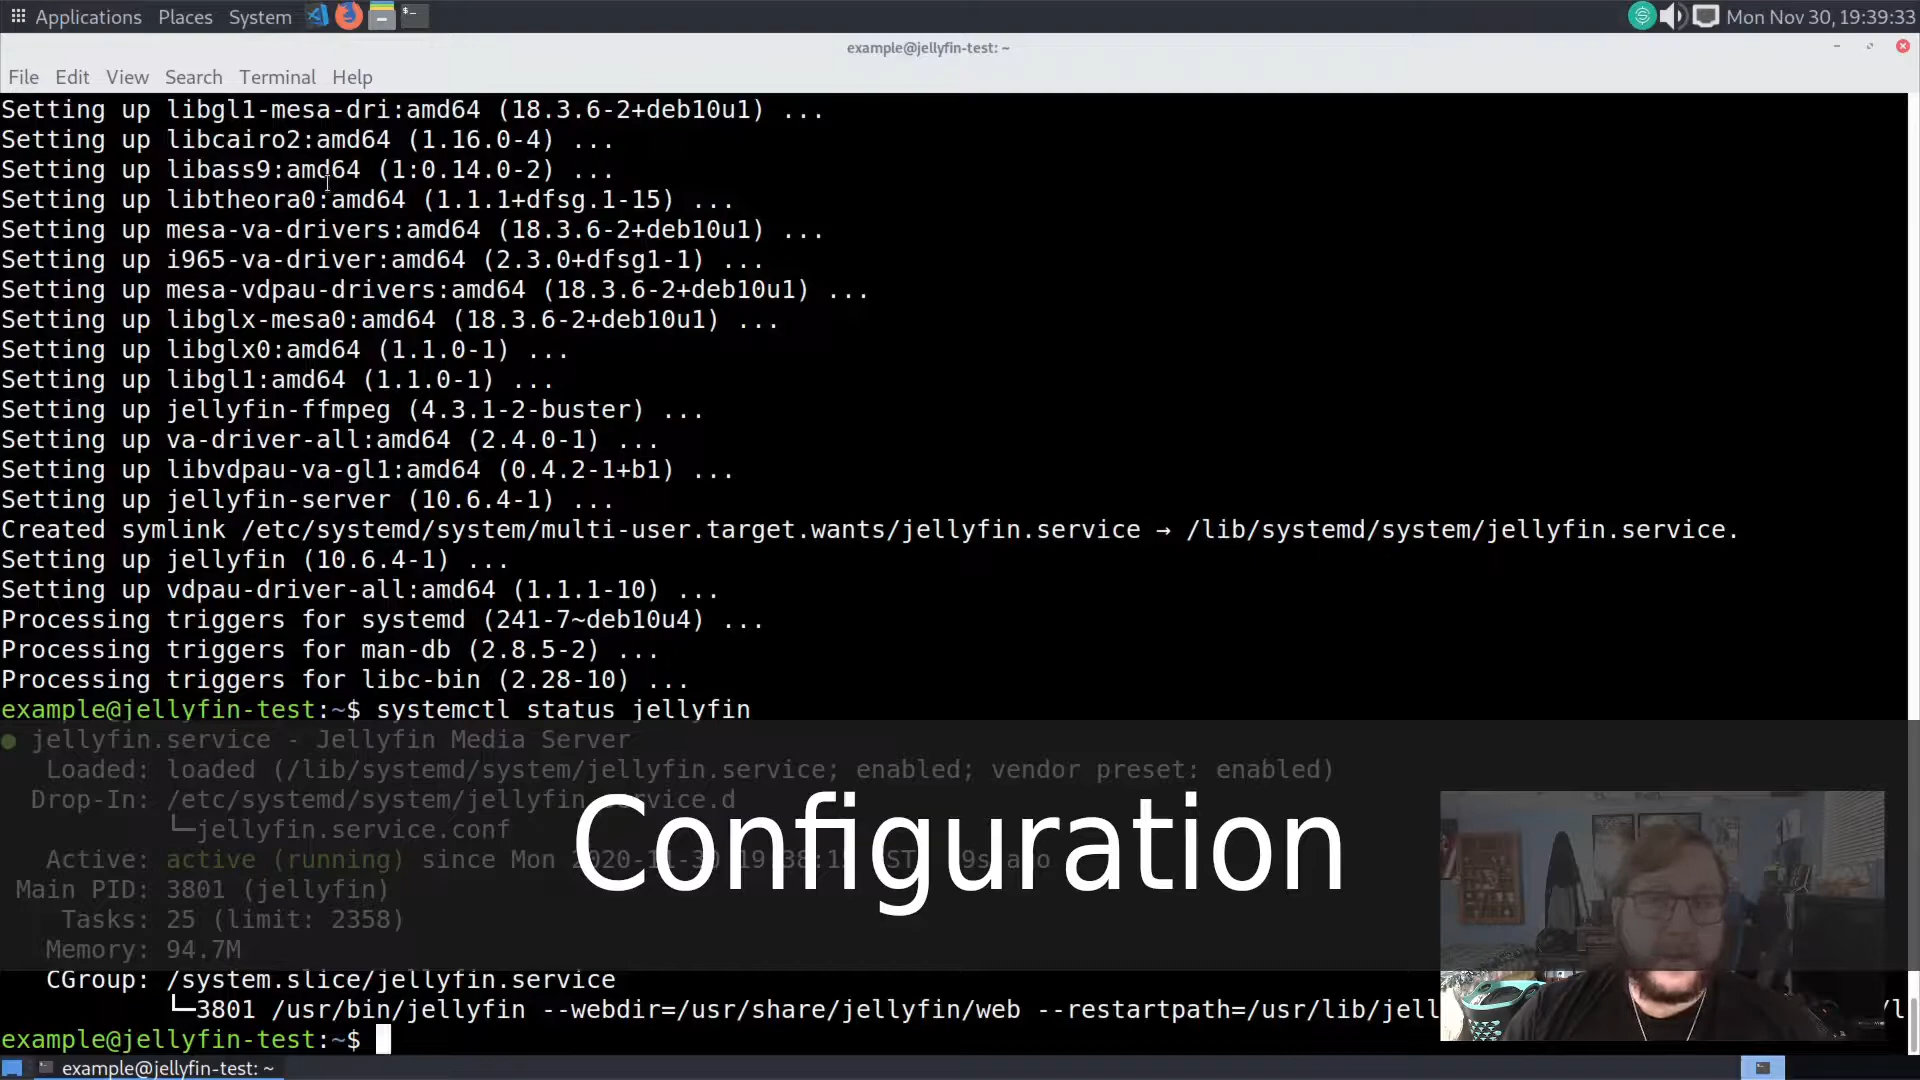 Applications Places System
Mon Nov 30, 19:39:33
example@jellyfin-test: ~
File Edit View Search Terminal Help
Setting up libgl1-mesa-dri:amd64 (18.3.6-2+deb10u1) ...
Setting up libcairo2:amd64 (1.16.0-4) ...
Setting up libass9:amd64 (1:0.14.0-2) ...
Setting up libtheora0:amd64 (1.1.1+dfsg.1-15) ...
Setting up mesa-va-drivers:amd64 (18.3.6-2+deb10u1) ...
Setting up i965-va-driver:amd64 (2.3.0+dfsg1-1) ...
Setting up mesa-vdpau-drivers:amd64 (18.3.6-2+deb10u1) ...
Setting up libglx-mesa0:amd64 (18.3.6-2+deb10u1) ...
Setting up libglx0:amd64 (1.1.0-1) ...
Setting up libgl1:amd64 (1.1.0-1) ...
Setting up jellyfin-ffmpeg (4.3.1-2-buster) ...
Setting up va-driver-all:amd64 (2.4.0-1) ...
Setting up libvdpau-va-gl1:amd64 (0.4.2-1+b1) ...
Setting up jellyfin-server (10.6.4-1) ...
Created symlink /etc/systemd/system/multi-user.target.wants/jellyfin.service → /lib/systemd/system/jellyfin.service.
Setting up jellyfin (10.6.4-1) ...
Setting up vdpau-driver-all:amd64 (1.1.1-10) ...
Processing triggers for systemd (241-7~deb10u4) ...
Processing triggers for man-db (2.8.5-2) ...
Processing triggers for libc-bin (2.28-10) ...
example@jellyfin-test:~$ systemctl status jellyfin
● jellyfin.service - Jellyfin Media Server
Loaded: loaded (/lib/systemd/system/jellyfin.service; enabled; vendor preset: enabled)
Drop-In: /etc/systemd/system/jellyfin.service.d
└─jellyfin.service.conf
Configuration
Active: active (running) since Mon 2020-11-30
Main PID: 3801 (jellyfin)
Tasks: 25 (limit: 2358)
Memory: 94.7M
CGroup: /system.slice/jellyfin.service
└─3801 /usr/bin/jellyfin --webdir=/usr/share/jellyfin/web --restartpath=/usr/lib/jell
example@jellyfin-test:~$
example@jellyfin-test: ~